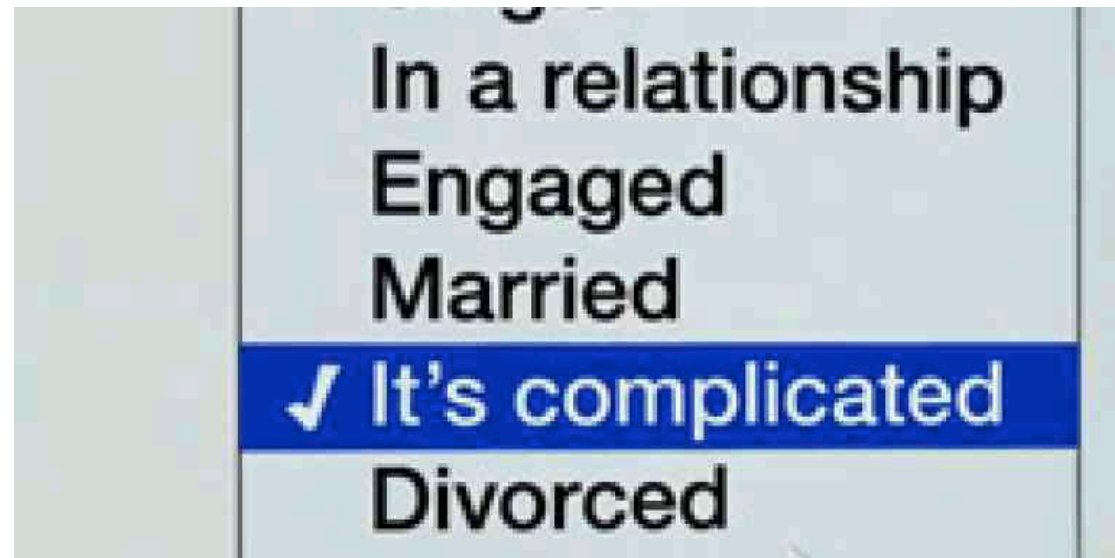 In a relationship
Engaged
Married
✓ It’s complicated
Divorced